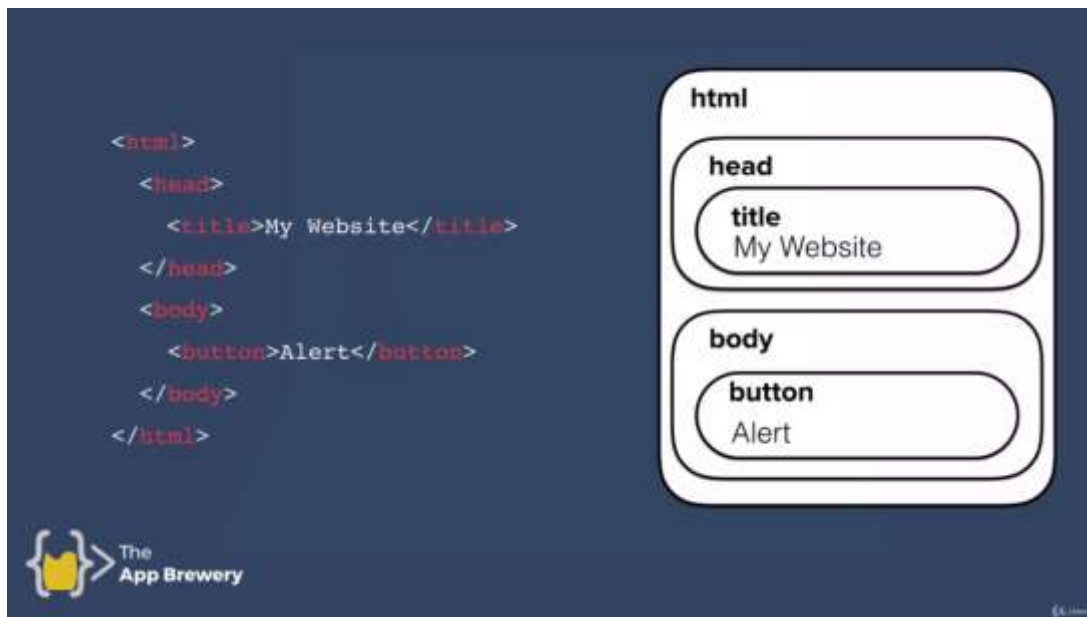 <html>
<head>
<title>My Website</title>
</head>
<body>
<button>Alert</button>
</body>
</html>
html
head
title
My Website
body
button
Alert
The
App Brewery